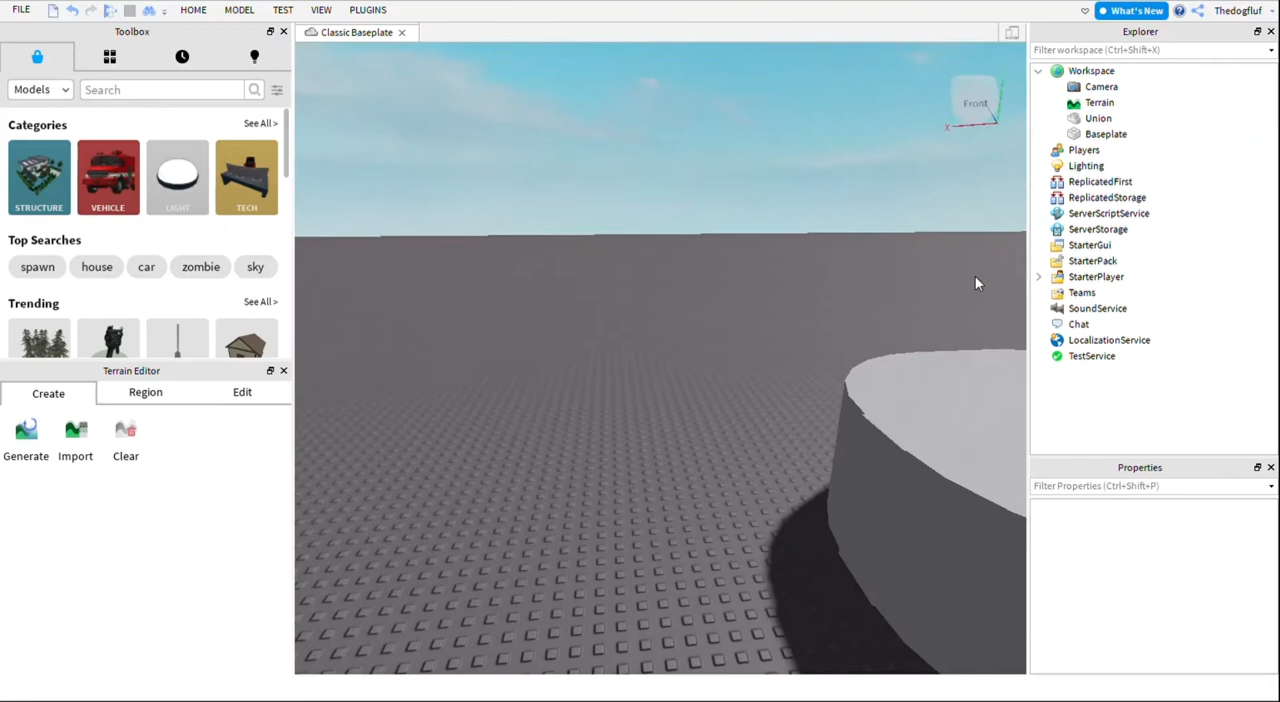 FILE HOME MODEL TEST VIEW PLUGINS What's New Thedogfluf
Toolbox
Models Search
Categories See All >
STRUCTURE VEHICLE LIGHT TECH
Top Searches
spawn house car zombie sky
Trending See All >
Terrain Editor
Create Region Edit
Generate Import Clear
Classic Baseplate
Front
X
Explorer
Filter workspace (Ctrl+Shift+X)
Workspace
Camera
Terrain
Union
Baseplate
Players
Lighting
ReplicatedFirst
ReplicatedStorage
ServerScriptService
ServerStorage
StarterGui
StarterPack
StarterPlayer
Teams
SoundService
Chat
LocalizationService
TestService
Properties
Filter Properties (Ctrl+Shift+P)